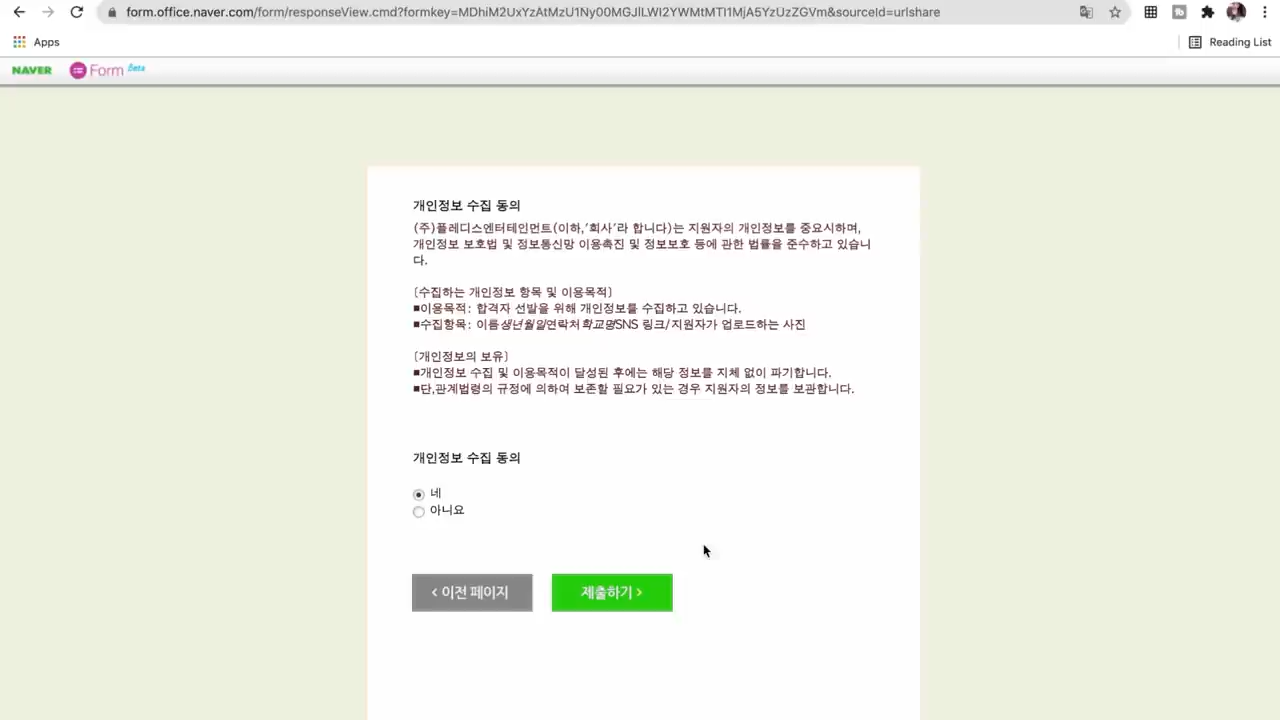 form.office.naver.com/form/responseView.cmd?formkey=MDhiM2UxYzAtMzU1Ny00MGJlLWI2YWMtMTI1MjA5YzUzZGVm&sourceId=urlshare
Apps
Reading List
NAVER Form Beta
개인정보 수집 동의
(주)플레디스엔터테인먼트(이하,'회사'라 합니다)는 지원자의 개인정보를 중요시하며,
개인정보 보호법 및 정보통신망 이용촉진 및 정보보호 등에 관한 법률을 준수하고 있습니
다.
[수집하는 개인정보 항목 및 이용목적]
■이용목적: 합격자 선발을 위해 개인정보를 수집하고 있습니다.
■수집항목: 이름생년월일연락처학교명SNS 링크/지원자가 업로드하는 사진
[개인정보의 보유]
■개인정보 수집 및 이용목적이 달성된 후에는 해당 정보를 지체 없이 파기합니다.
■단,관계법령의 규정에 의하여 보존할 필요가 있는 경우 지원자의 정보를 보관합니다.
개인정보 수집 동의
네
아니요
< 이전 페이지
제출하기 >